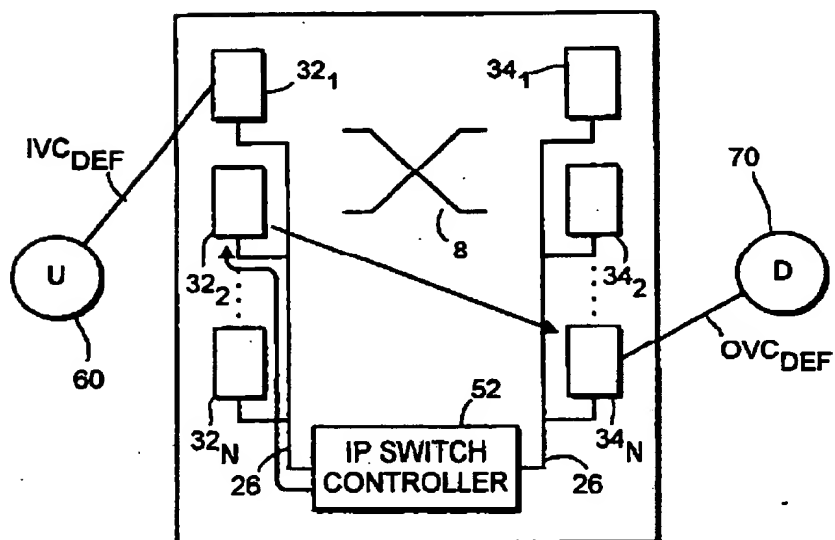 32₁
34₁
IVC_DEF
70
8
U
32₂
34₂
D
60
OVC_DEF
52
32_N
34_N
IP SWITCH
CONTROLLER
26
26